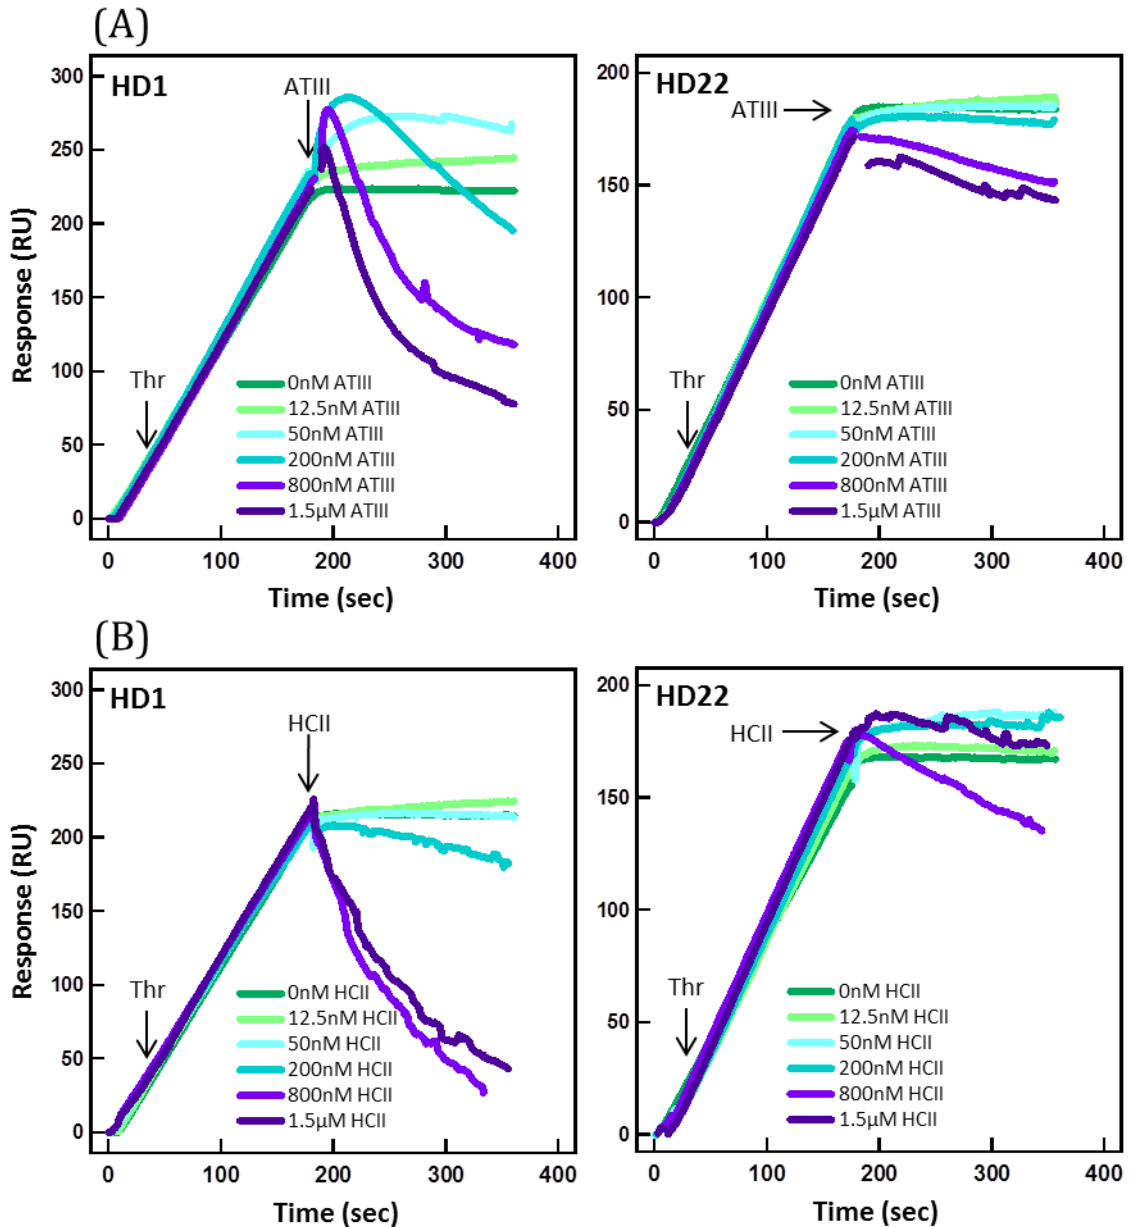 (A)
HD1
ATIII
Thr
300
250
200
150
100
50
0
0nM ATIII
12.5nM ATIII
50nM ATIII
200nM ATIII
800nM ATIII
1.5μM ATIII
0 100 200 300 400
Response (RU)
Time (sec)
HD22
ATIII
Thr
200
150
100
50
0
0nM ATIII
12.5nM ATIII
50nM ATIII
200nM ATIII
800nM ATIII
1.5μM ATIII
0 100 200 300 400
Time (sec)
(B)
HD1
HCII
Thr
300
250
200
150
100
50
0
0nM HCII
12.5nM HCII
50nM HCII
200nM HCII
800nM HCII
1.5μM HCII
0 100 200 300 400
Response (RU)
Time (sec)
HD22
HCII
Thr
200
150
100
50
0
0nM HCII
12.5nM HCII
50nM HCII
200nM HCII
800nM HCII
1.5μM HCII
0 100 200 300 400
Time (sec)